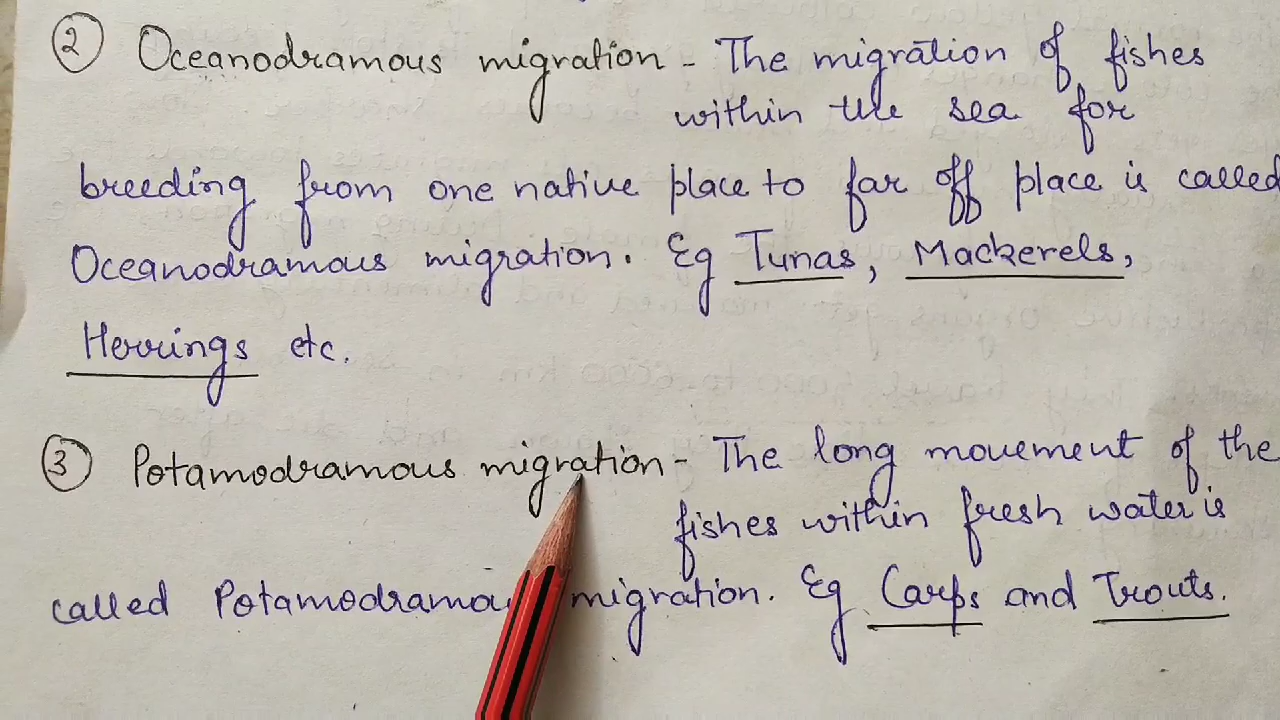 ② Oceanodramous migration - The migration of fishes
within the sea for
breeding from one native place to far off place is called
Oceanodramous migration. Eg Tunas, Mackerels,
Herrings etc.
③ Potamodramous migration - The long movement of the
fishes within fresh water is
called Potamodramou migration. Eg Carps and Trouts.